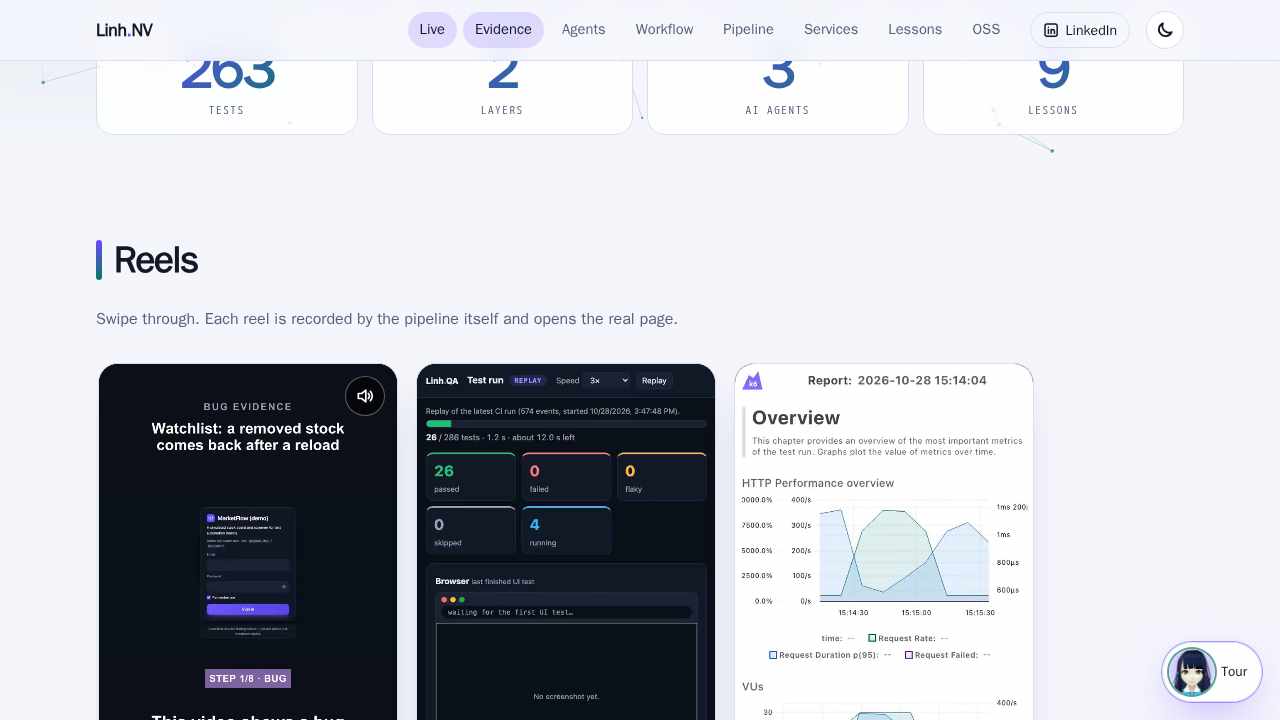 Linh.NV
Live
Evidence
Agents
Workflow
Pipeline
Services
Lessons
OSS
LinkedIn
263
TESTS
2
LAYERS
3
AI AGENTS
9
LESSONS
Reels
Swipe through. Each reel is recorded by the pipeline itself and opens the real page.
BUG EVIDENCE
Watchlist: a removed stock
comes back after a reload
MarketFlow (demo)
STEP 1/8 · BUG
This video shows a bug
Linh.QA
Test run
REPLAY
Speed
3×
Replay
Replay of the latest CI run (674 events, started 10/28/2026, 3:47:48 PM).
26 / 286 tests · 1.2 s · about 12.0 s left
26
passed
0
failed
0
flaky
0
skipped
4
running
Browser last finished UI test
waiting for the first UI test…
No screenshot yet.
k6
Report: 2026-10-28 15:14:04
Overview
This chapter provides an overview of the most important metrics
of the test run. Graphs plot the value of metrics over time.
HTTP Performance overview
0000.0% 400/s
7500.0% 300/s
5000.0% 200/s
2500.0% 100/s
0.0% 0/s
1ms 200µ
1ms
800µs
600µs
15:14:30 15:15:00 15:15:30
time: -- Request Rate: --
Request Duration p(95): -- Request Failed: --
VUs
30
400/s
Tour